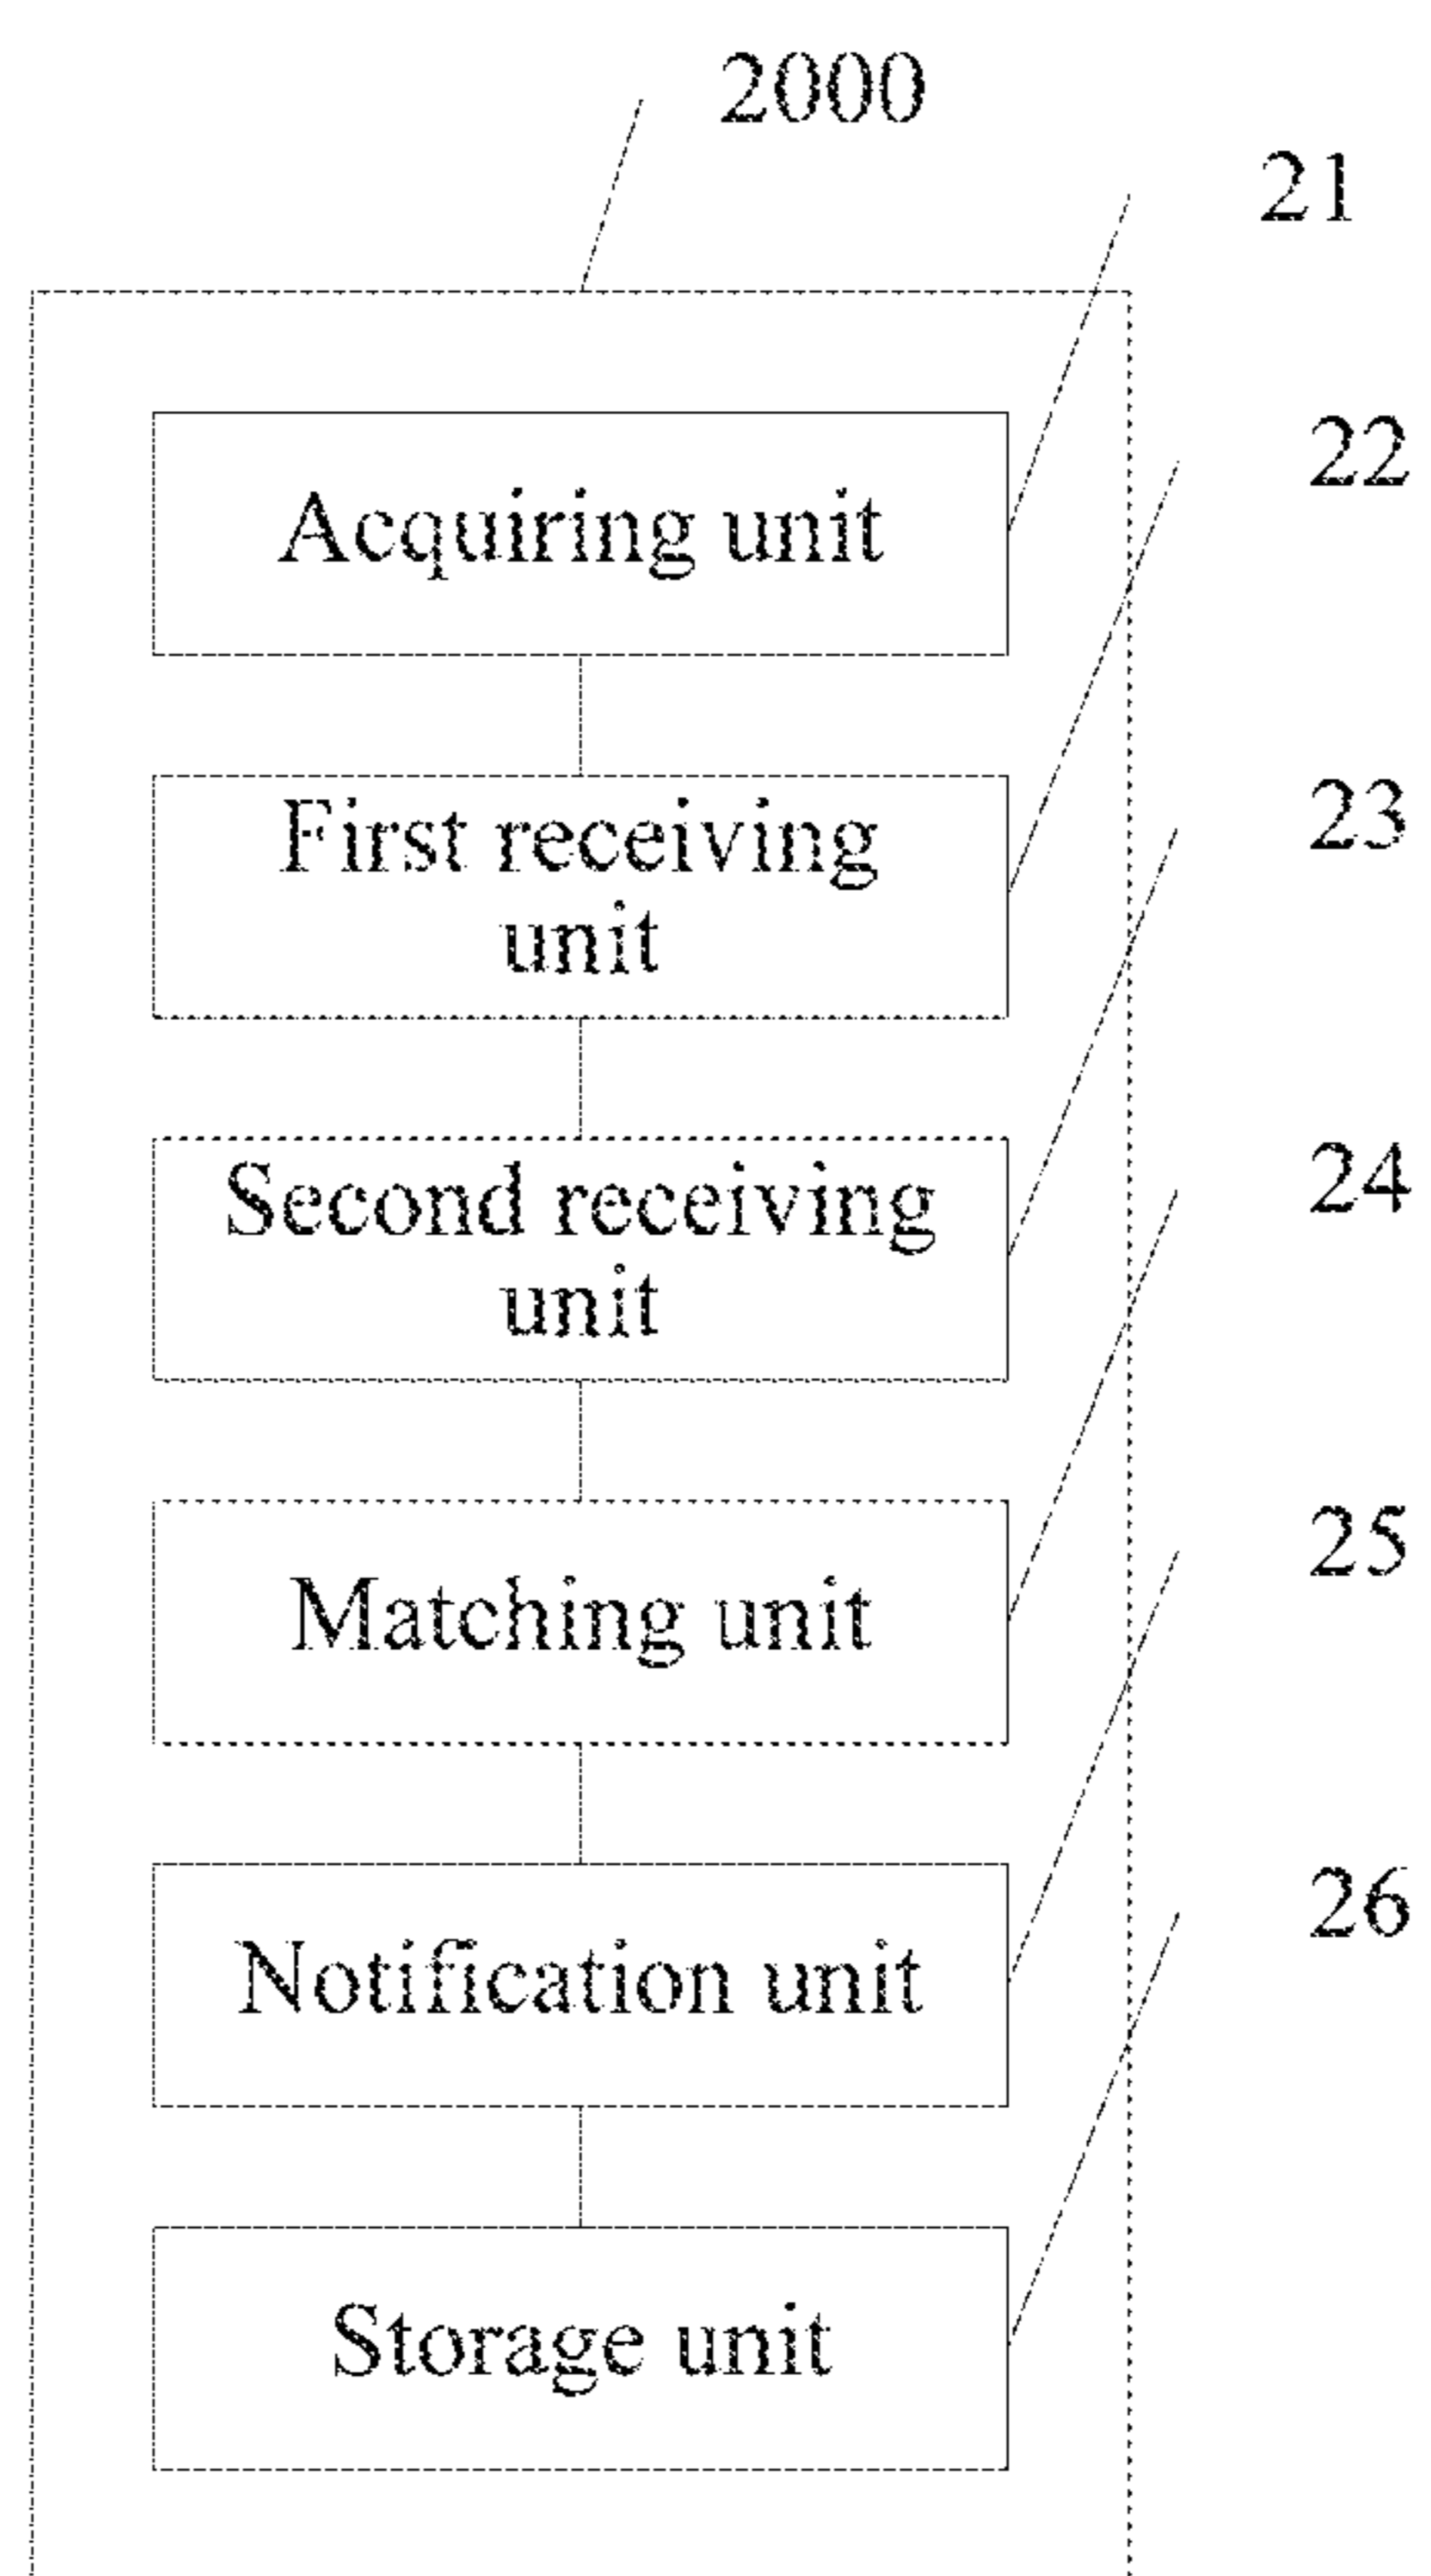 2000
21
Acquiring unit
22
First receiving
unit
23
Second receiving
unit
24
Matching unit
25
Notification unit
26
Storage unit